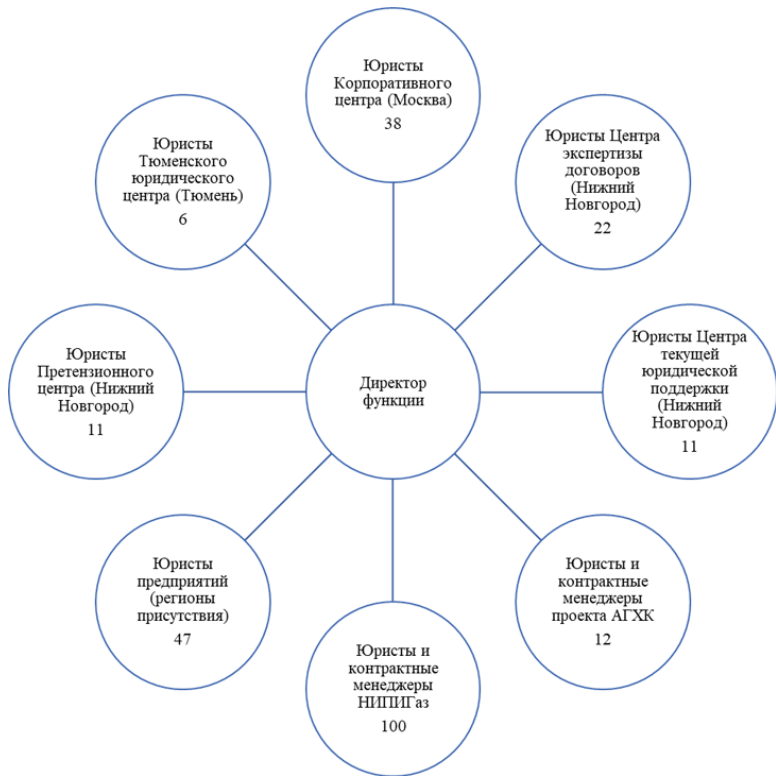 Юристы
Корпоративного
центра (Москва)
38
Юристы Центра
экспертизы
договоров
(Нижний
Новгород)
22
Юристы Центра
текущей
юридической
поддержки
(Нижний
Новгород)
11
Юристы и
контрактные
менеджеры
проекта АГХК
12
Юристы и
контрактные
менеджеры
НИПИГаз
100
Юристы
предприятий
(регионы
присутствия)
47
Юристы
Претензионного
центра (Нижний
Новгород)
11
Юристы
Тюменского
юридического
центра (Тюмень)
6
Директор
функции